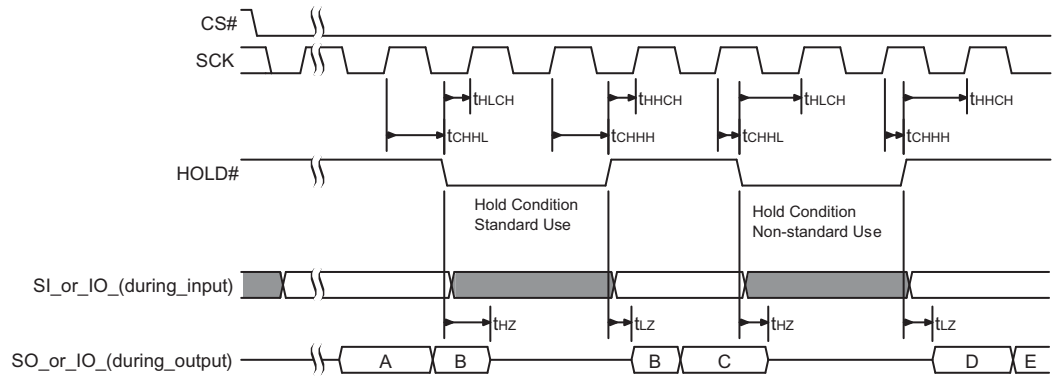 CS#
SCK
tHLCH tHHCH tHLCH tHHCH
tCHHL tCHHH tCHHL tCHHH
HOLD#
Hold Condition
Standard Use
Hold Condition
Non-standard Use
SI_or_IO_(during_input)
tHZ tLZ tHZ tLZ
SO_or_IO_(during_output)
A B B C D E